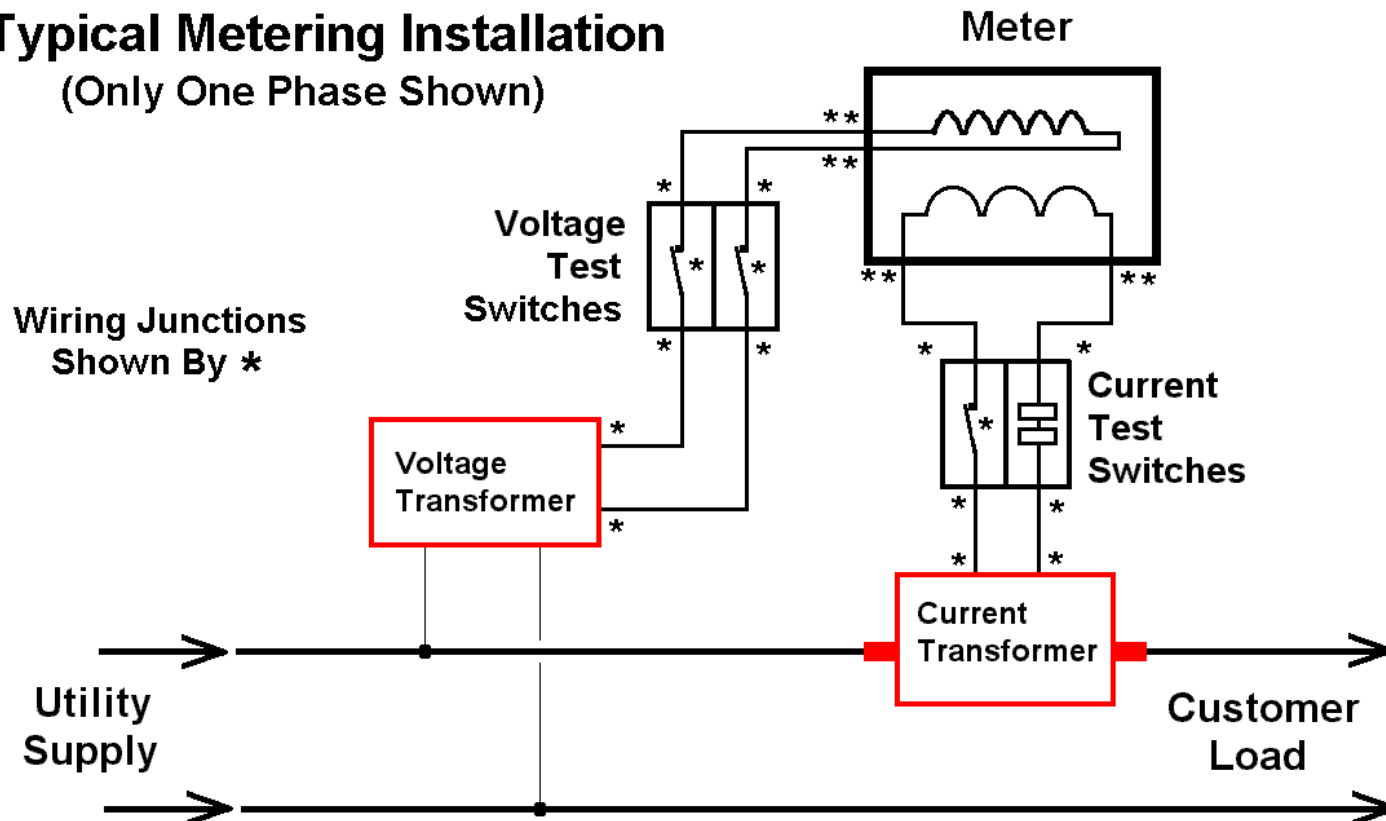 Typical Metering Installation
(Only One Phase Shown)
Meter
**
**
*
*
Voltage
Test
Switches
*
*
**
**
Wiring Junctions
Shown By *
*
*
*
*
Current
Test
Switches
*
*
Voltage
Transformer
*
*
*
*
*
Current
Transformer
Utility
Supply
Customer
Load